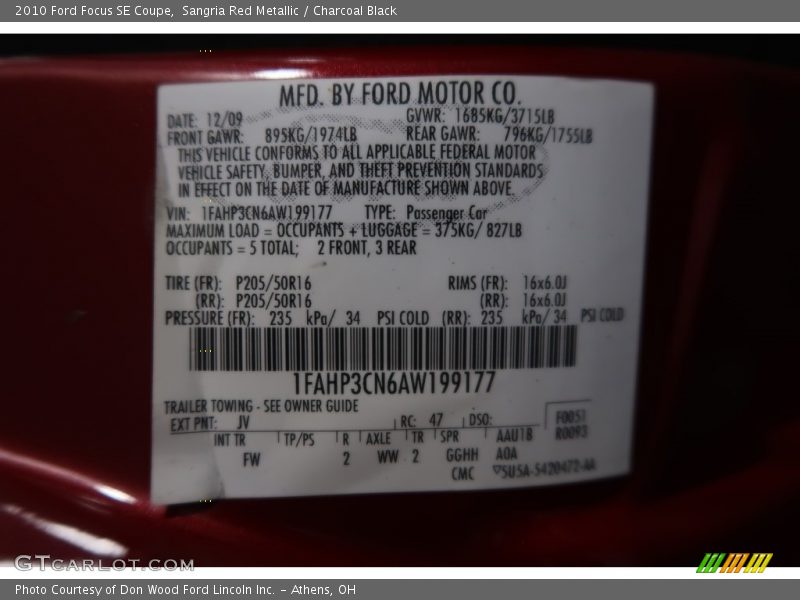 2010 Ford Focus SE Coupe,  Sangria Red Metallic / Charcoal Black
MFD. BY FORD MOTOR CO.
DATE: 12/09 GVWR: 1685KG/3715LB
FRONT GAWR: 895KG/1974LB REAR GAWR: 796KG/1755LB
THIS VEHICLE CONFORMS TO ALL APPLICABLE FEDERAL MOTOR
VEHICLE SAFETY, BUMPER, AND THEFT PREVENTION STANDARDS
IN EFFECT ON THE DATE OF MANUFACTURE SHOWN ABOVE.
VIN: 1FAHP3CN6AW199177 TYPE: Passenger Car
MAXIMUM LOAD = OCCUPANTS + LUGGAGE = 375KG/ 827LB
OCCUPANTS = 5 TOTAL; 2 FRONT, 3 REAR
TIRE (FR): P205/50R16 RIMS (FR): 16x6.0J
(RR): P205/50R16 (RR): 16x6.0J
PRESSURE (FR): 235 kPa/ 34 PSI COLD (RR): 235 kPa/ 34 PSI COLD
1FAHP3CN6AW199177
TRAILER TOWING - SEE OWNER GUIDE
EXT PNT: JV RC: 47 DSO: F0051
R0093
INT TR TP/PS R AXLE TR SPR AAU1B
FW 2 WW 2 GGHH AOA
CMC 5U5A-5420472-AA
GTCARLOT.COM
Photo Courtesy of Don Wood Ford Lincoln Inc. – Athens, OH